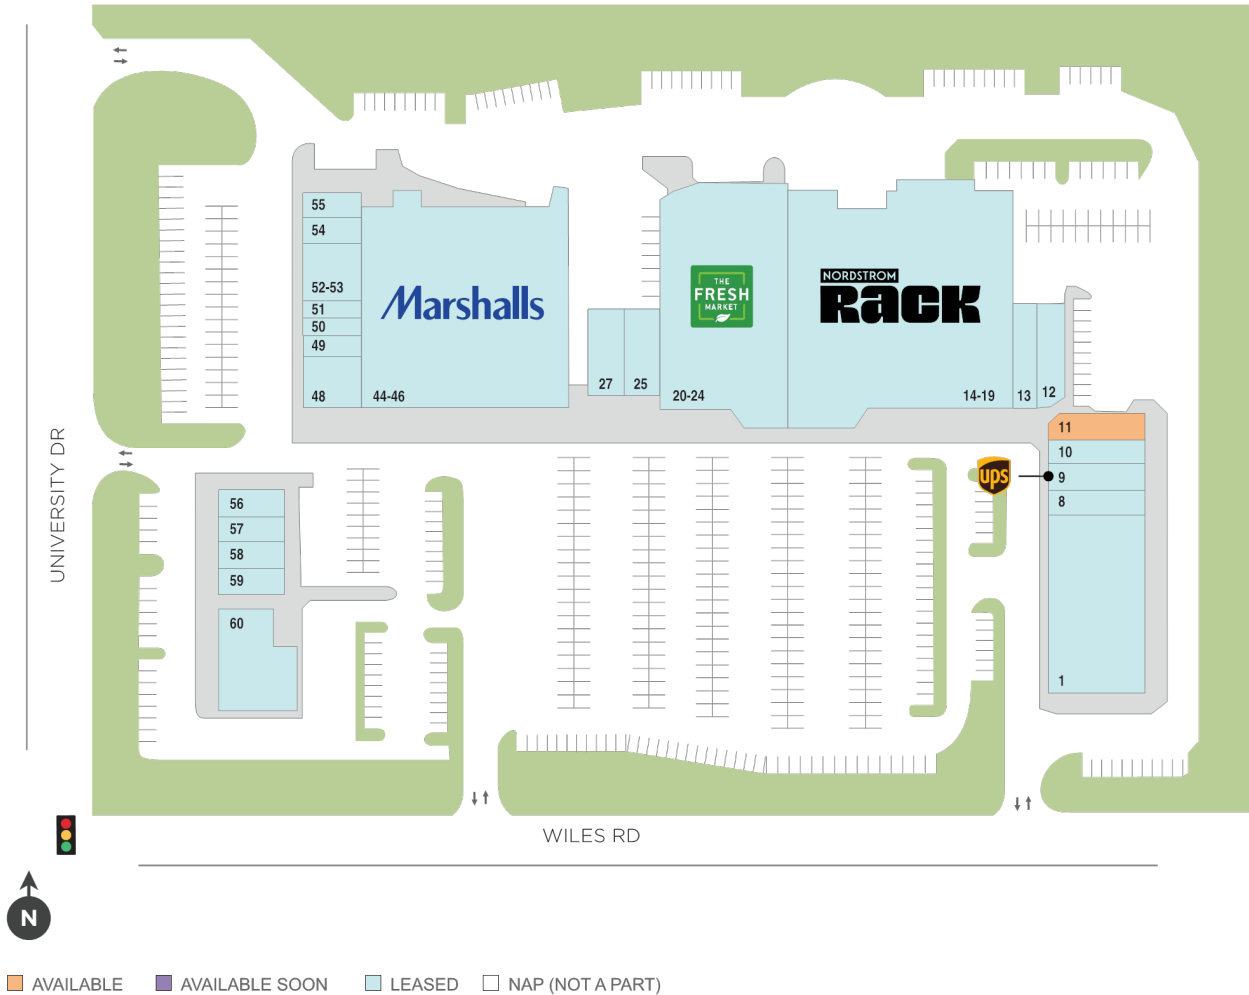 55
54
52-53
51
50
49
48
44-46
Marshalls
27
25
THE
FRESH
MARKET
20-24
NORDSTROM
RACK
14-19
13
12
11
10
ups
9
8
1
UNIVERSITY DR
56
57
58
59
60
WILES RD
N
AVAILABLE
AVAILABLE SOON
LEASED
NAP (NOT A PART)